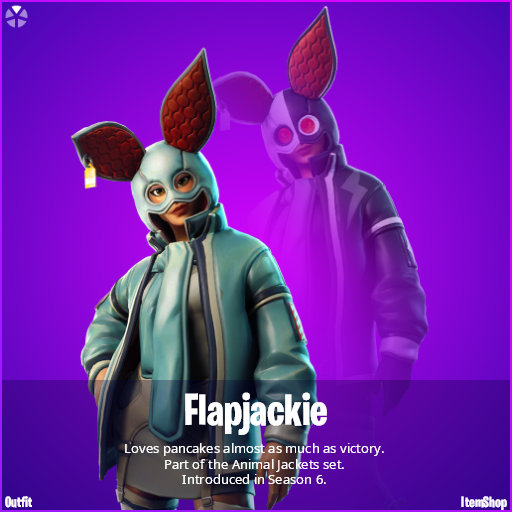 Flapjackie
Loves pancakes almost as much as victory.
Part of the Animal Jackets set.
Introduced in Season 6.
Outfit
ItemShop